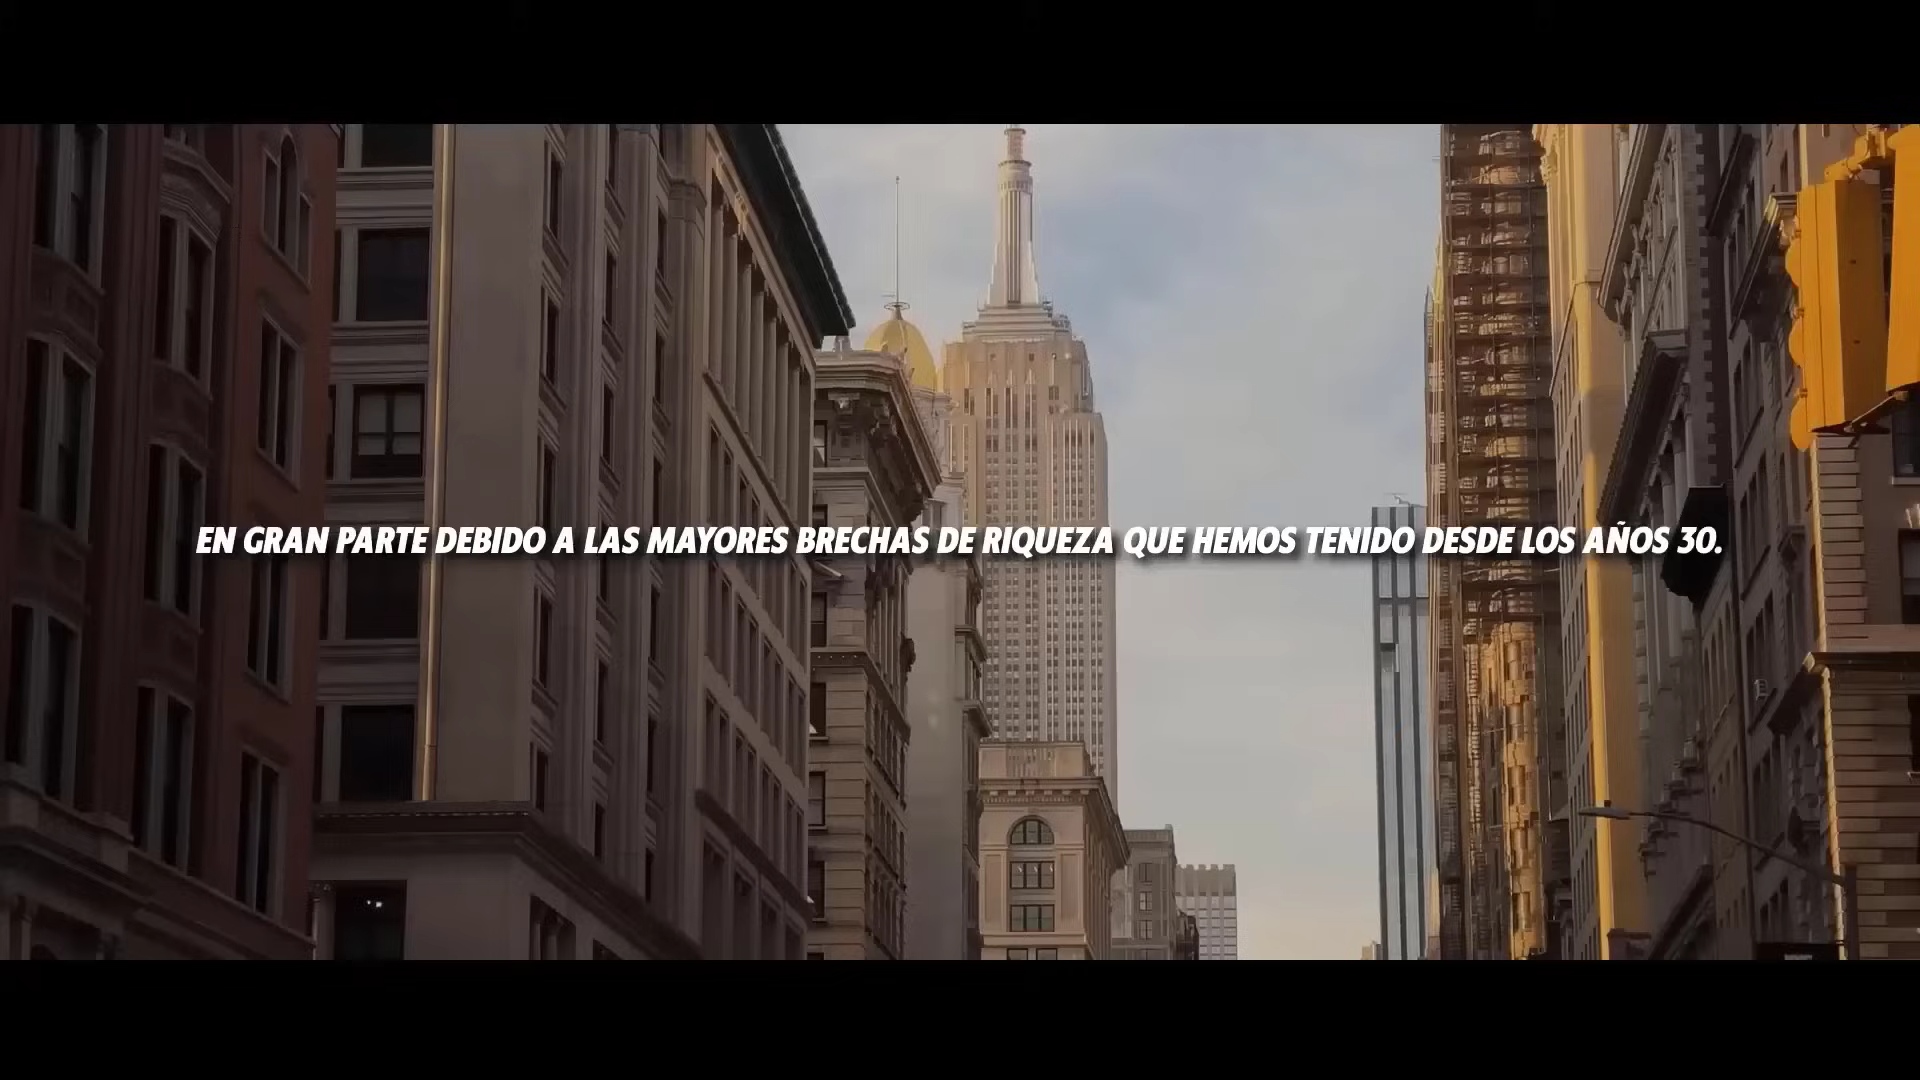 EN GRAN PARTE DEBIDO A LAS MAYORES BRECHAS DE RIQUEZA QUE HEMOS TENIDO DESDE LOS AÑOS 30.